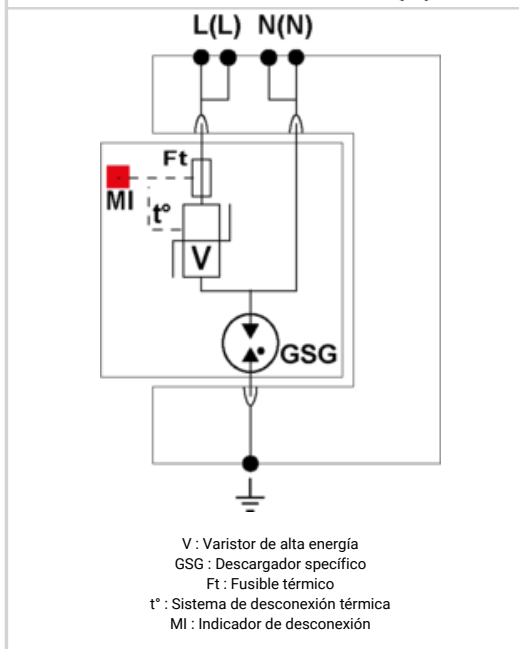 L(L) N(N)
Ft
MI
t°
V
GSG
V : Varistor de alta energía
GSG : Descargador específico
Ft : Fusible térmico
t° : Sistema de desconexión térmica
MI : Indicador de desconexión